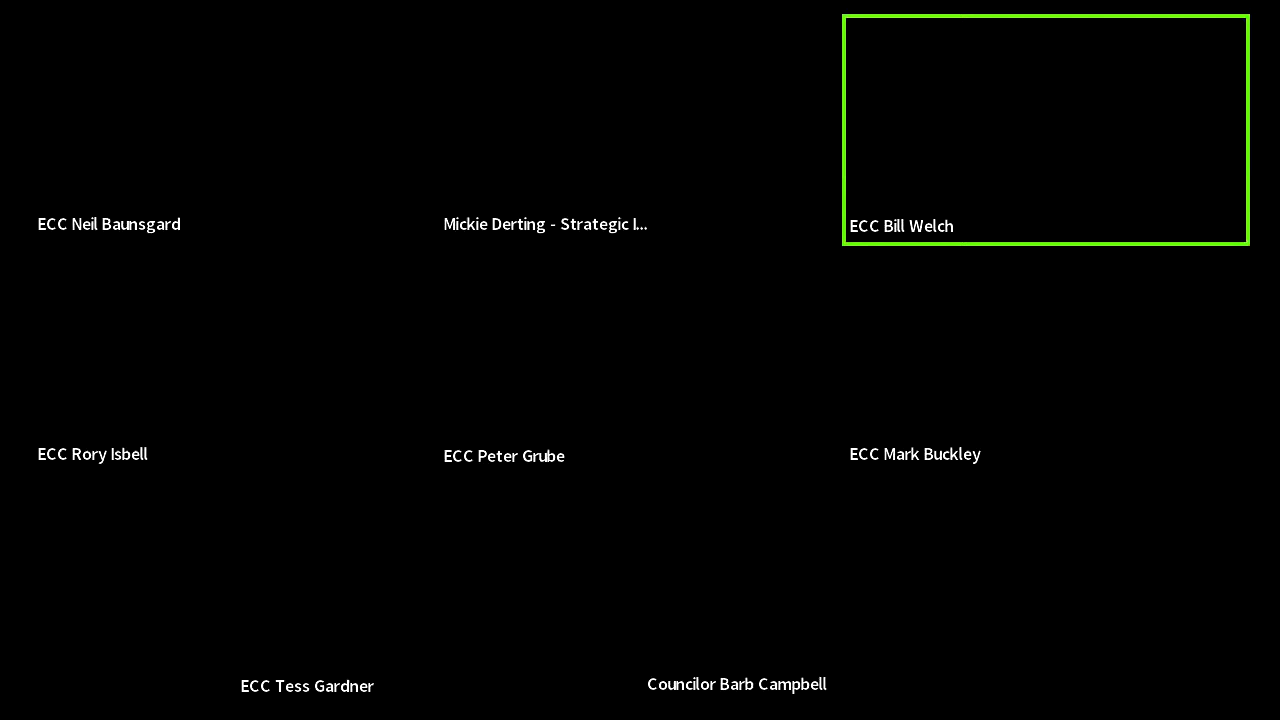 ECC Neil Baunsgard
Mickie Derting - Strategic I...
ECC Bill Welch
ECC Rory Isbell
ECC Peter Grube
ECC Mark Buckley
ECC Tess Gardner
Councilor Barb Campbell